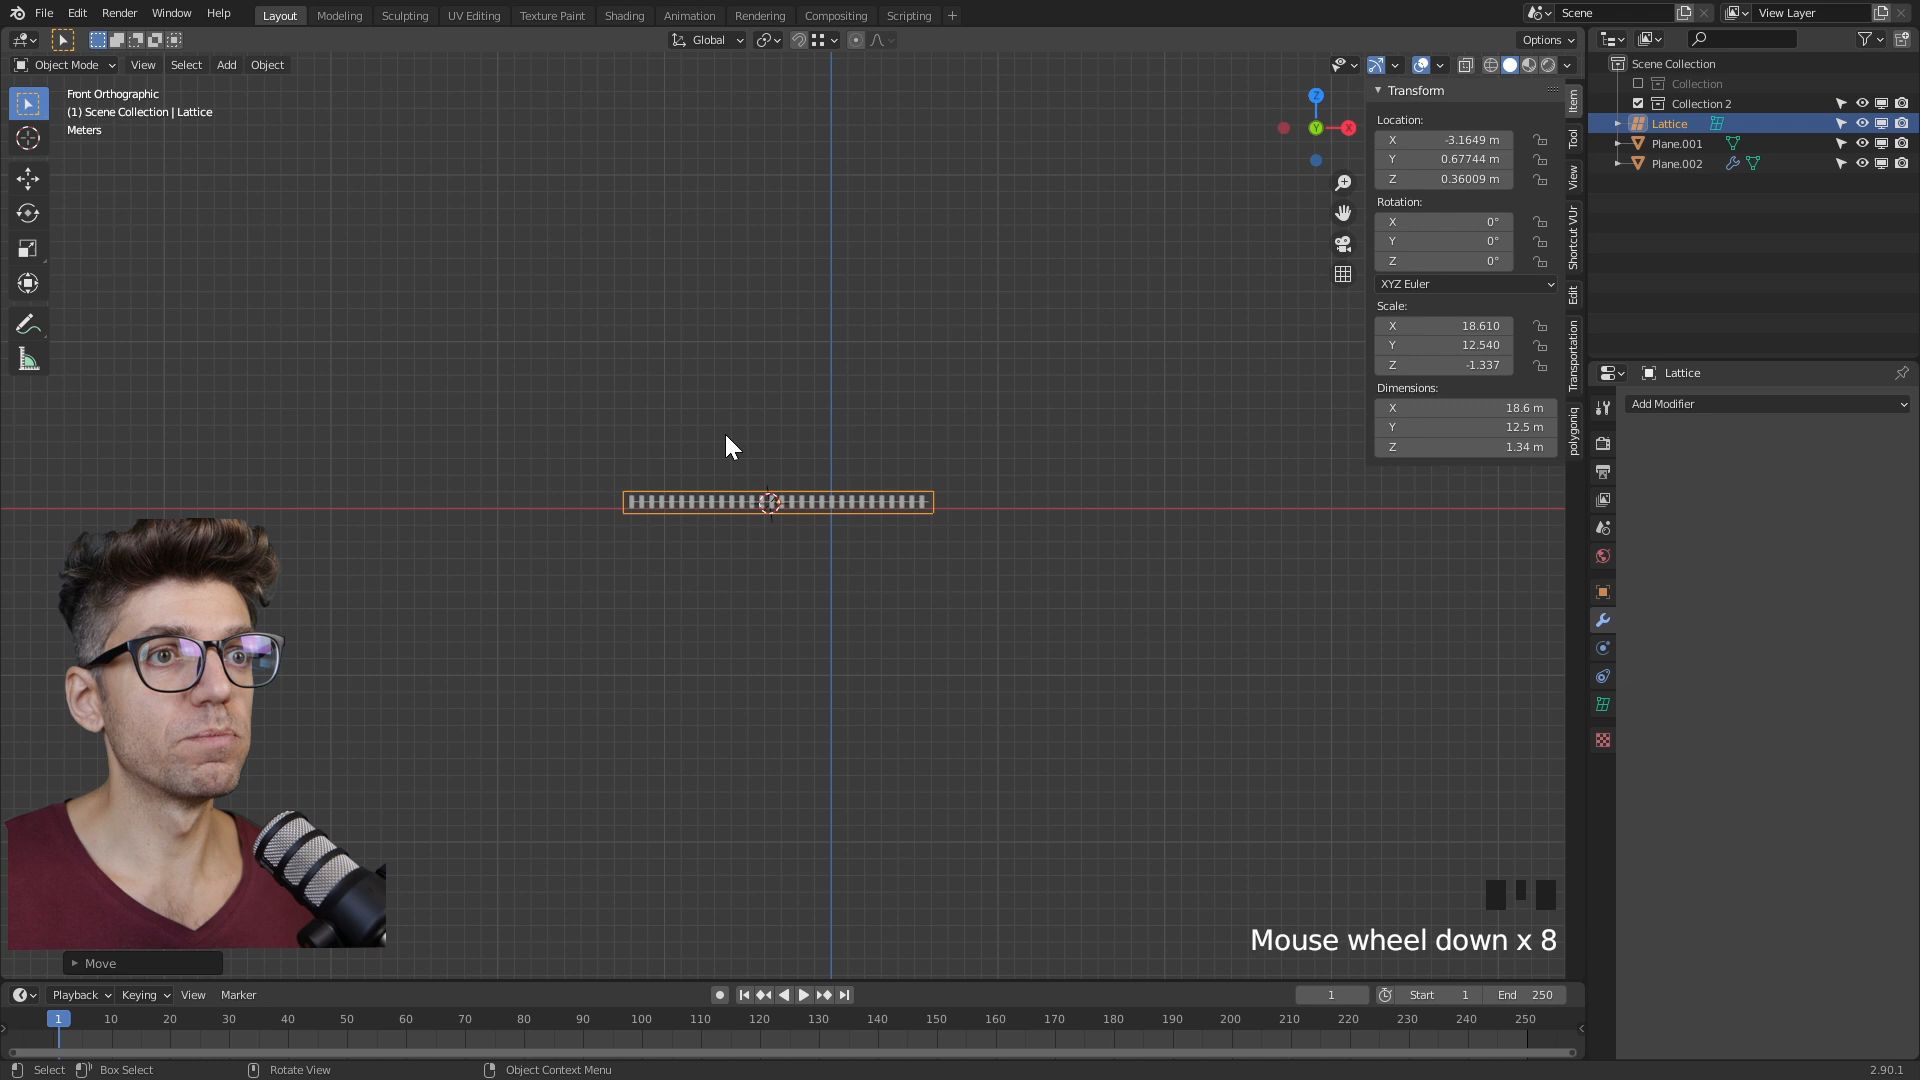 File Edit Render Window Help
Layout Modeling Sculpting UV Editing Texture Paint Shading Animation Rendering Compositing Scripting +
Scene
View Layer
Global
Options
Object Mode View Select Add Object
Front Orthographic
(1) Scene Collection | Lattice
Meters
Z
Y
X
Transform
Location:
X -3.1649 m
Y 0.67744 m
Z 0.36009 m
Rotation:
X 0°
Y 0°
Z 0°
XYZ Euler
Scale:
X 18.610
Y 12.540
Z -1.337
Dimensions:
X 18.6 m
Y 12.5 m
Z 1.34 m
Item
Tool
View
Shortcut VUr
Edit
Transportation
polygoniq
Scene Collection
Collection
Collection 2
Lattice
Plane.001
Plane.002
Lattice
Add Modifier
Mouse wheel down x 8
Move
Playback Keying View Marker
1
Start 1
End 250
1 10 20 30 40 50 60 70 80 90 100 110 120 130 140 150 160 170 180 190 200 210 220 230 240 250
Select
Box Select
Rotate View
Object Context Menu
2.90.1